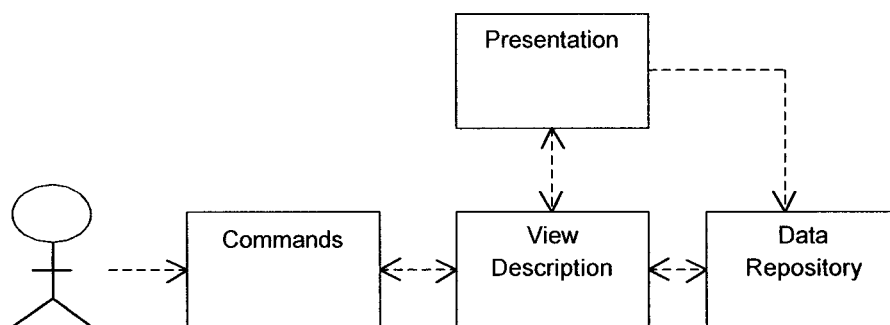 Presentation
Commands
View
Description
Data
Repository